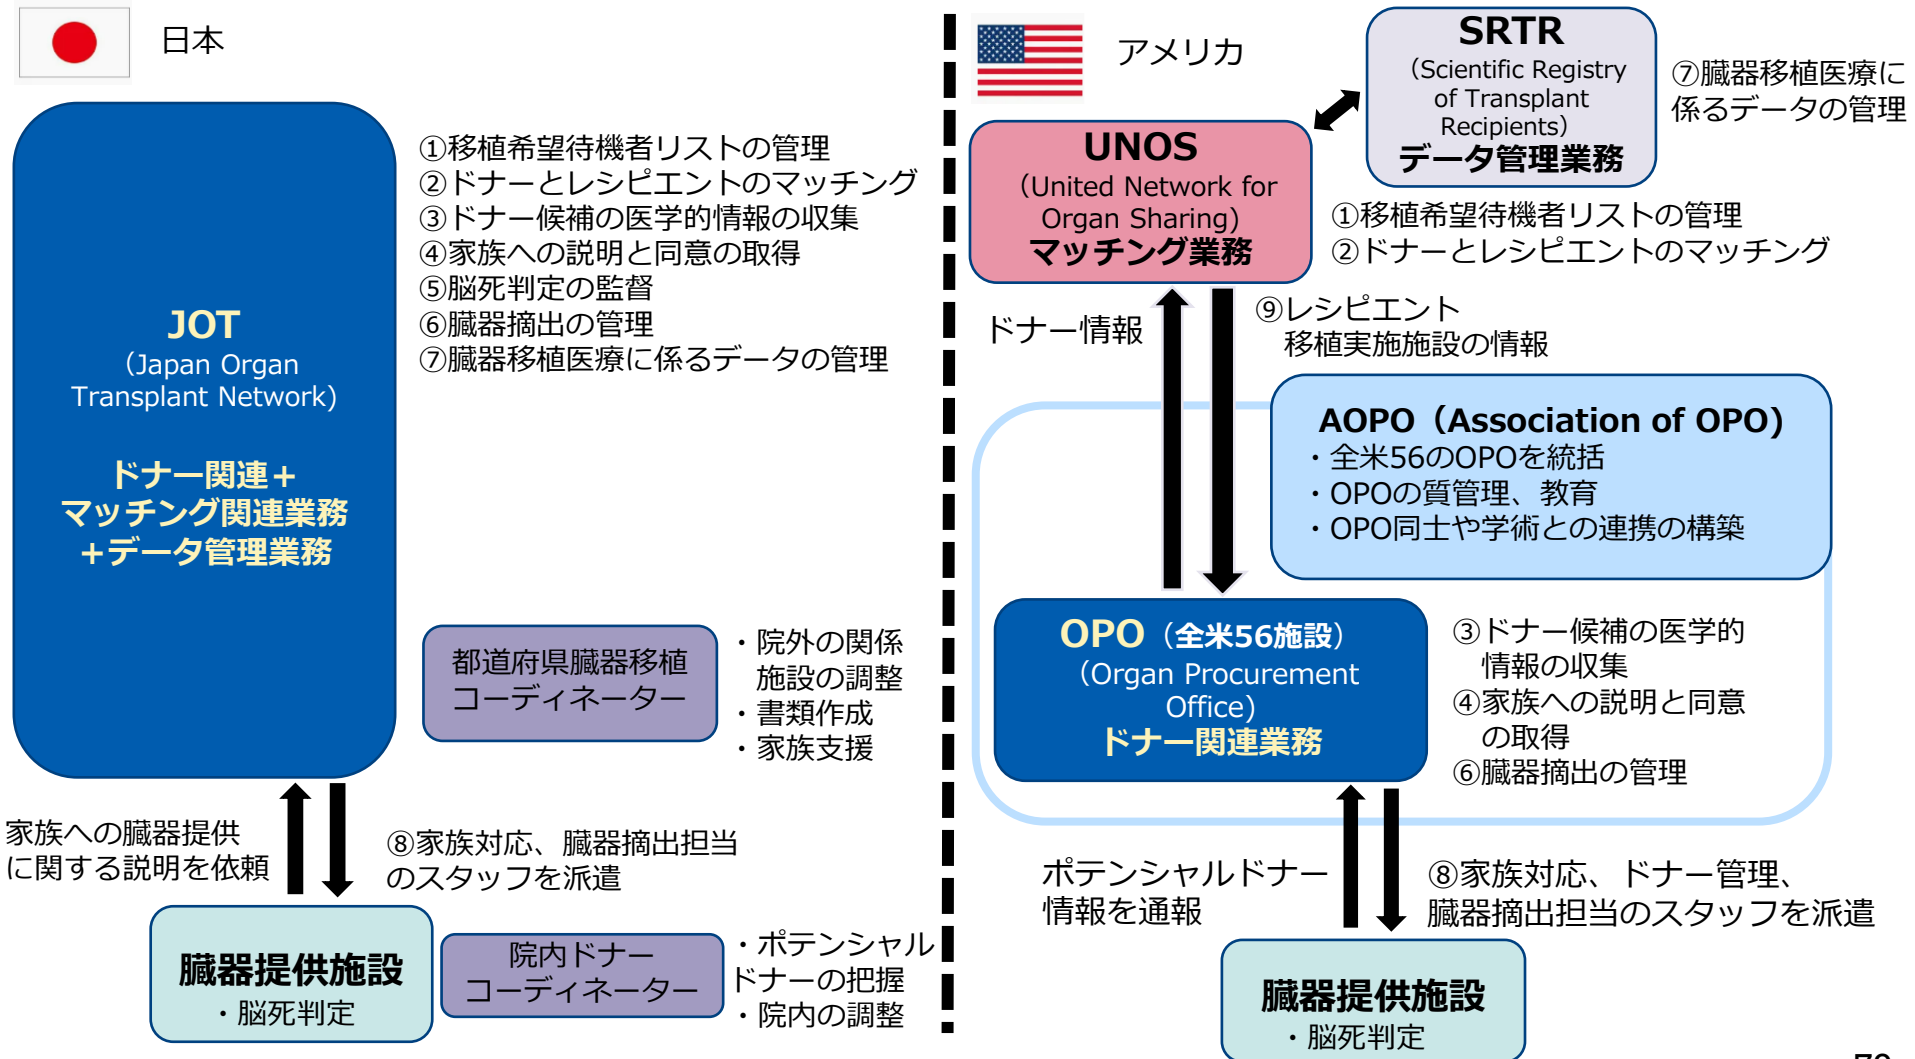 日本
JOT
（Japan Organ
Transplant Network)
ドナー関連＋
マッチング関連業務
＋データ管理業務
①移植希望待機者リストの管理
②ドナーとレシピエントのマッチング
③ドナー候補の医学的情報の収集
④家族への説明と同意の取得
⑤脳死判定の監督
⑥臓器摘出の管理
⑦臓器移植医療に係るデータの管理
都道府県臓器移植
コーディネーター
・院外の関係
施設の調整
・書類作成
・家族支援
家族への臓器提供
に関する説明を依頼
⑧家族対応、臓器摘出担当
のスタッフを派遣
臓器提供施設
・脳死判定
院内ドナー
コーディネーター
・ポテンシャル
ドナーの把握
・院内の調整
アメリカ
SRTR
（Scientific Registry
of Transplant
Recipients）
データ管理業務
⑦臓器移植医療に
係るデータの管理
UNOS
（United Network for
Organ Sharing)
マッチング業務
①移植希望待機者リストの管理
②ドナーとレシピエントのマッチング
ドナー情報
⑨レシピエント
移植実施施設の情報
AOPO（Association of OPO)
・全米56のOPOを統括
・OPOの質管理、教育
・OPO同士や学術との連携の構築
OPO（全米56施設）
（Organ Procurement
Office)
ドナー関連業務
③ドナー候補の医学的
情報の収集
④家族への説明と同意
の取得
⑥臓器摘出の管理
ポテンシャルドナー
情報を通報
⑧家族対応、ドナー管理、
臓器摘出担当のスタッフを派遣
臓器提供施設
・脳死判定